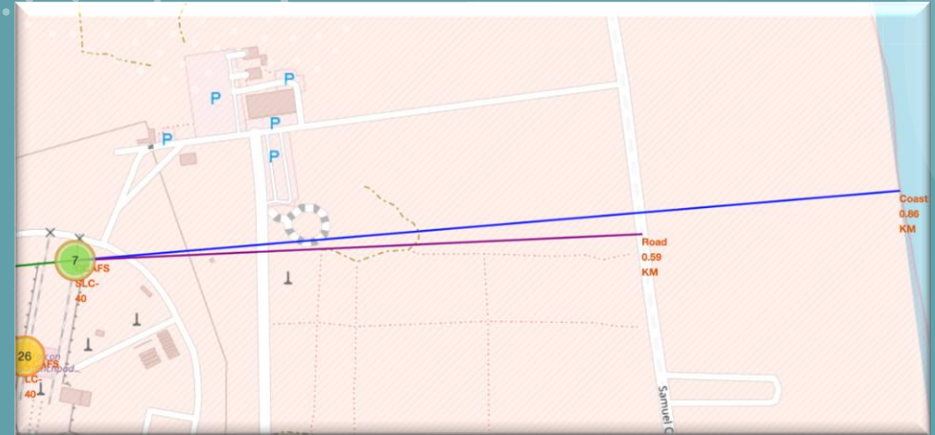 P
P
P
P
P
Coast
0.86
KM
Road
0.59
KM
7
AFS
SLC-
40
26
AFS
LC-
40
Samuel C